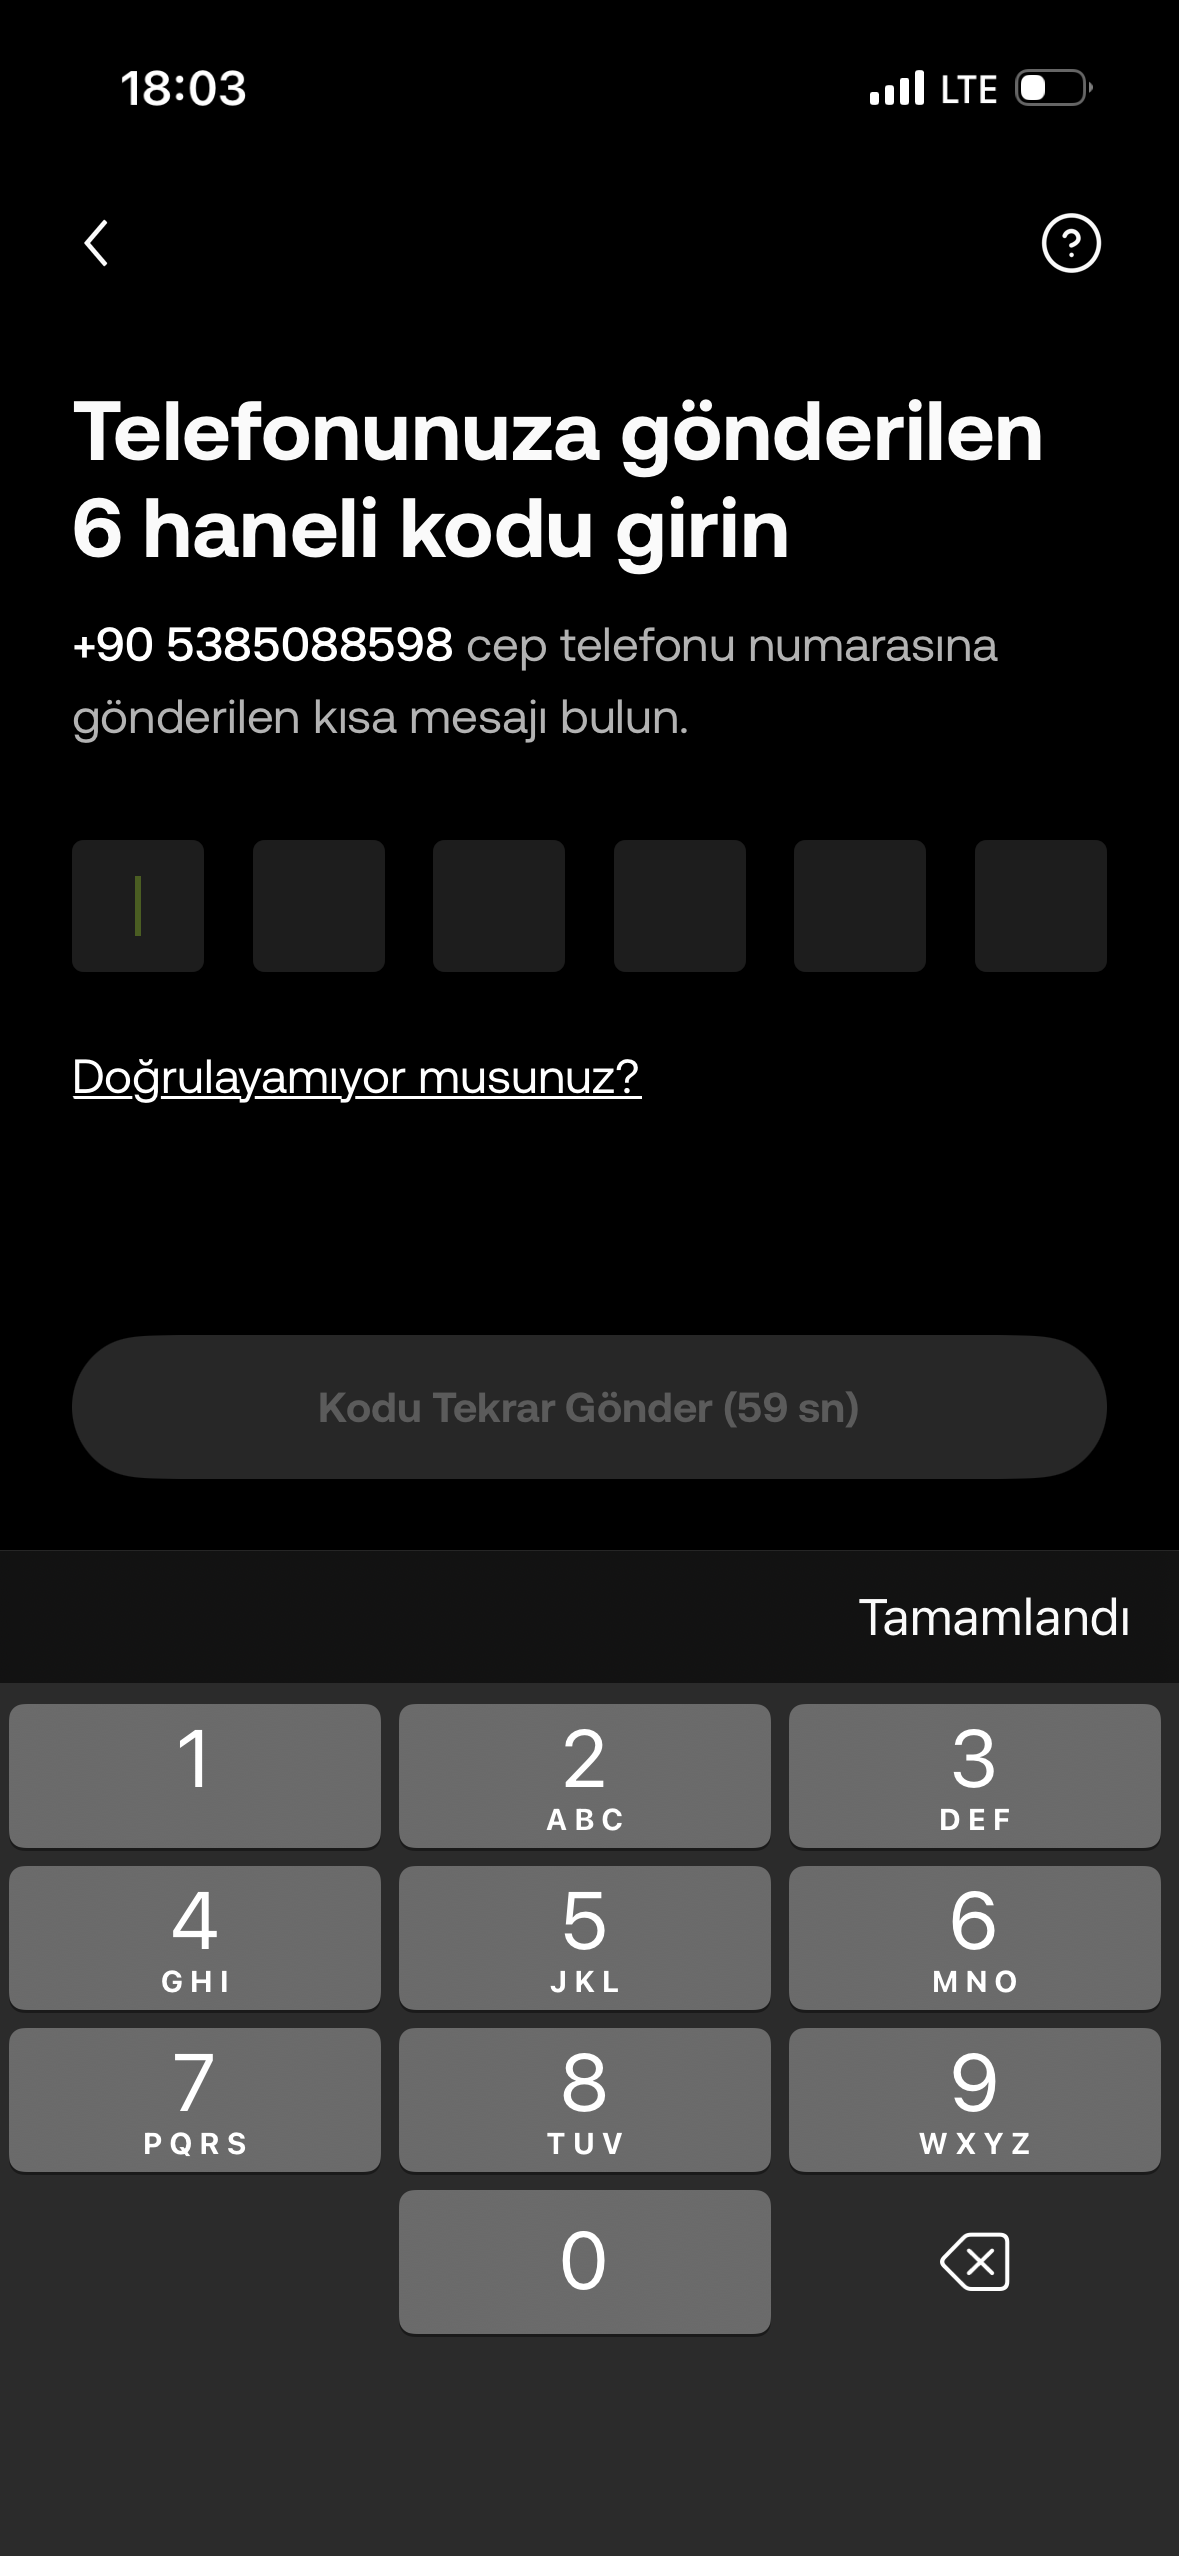 18:03
LTE
?
Telefonunuza gönderilen
6 haneli kodu girin
+90 5385088598 cep telefonu numarasına
gönderilen kısa mesajı bulun.
Doğrulayamıyor musunuz?
Kodu Tekrar Gönder (59 sn)
Tamamlandı
1
2
ABC
3
DEF
4
GHI
5
JKL
6
MNO
7
PQRS
8
TUV
9
WXYZ
0